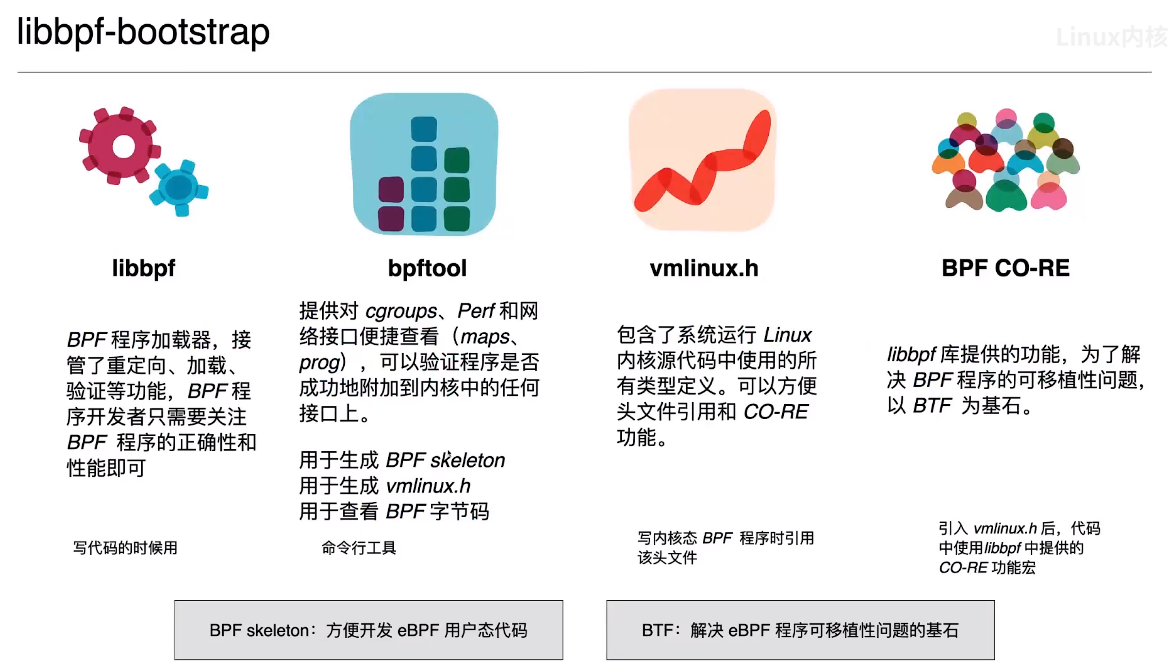 libbpf-bootstrap
Linux内核
libbpf
BPF 程序加载器，接
管了重定向、加载、
验证等功能，BPF 程
序开发者只需要关注
BPF 程序的正确性和
性能即可
写代码的时候用
bpftool
提供对 cgroups、Perf 和网
络接口便捷查看（maps、
prog），可以验证程序是否
成功地附加到内核中的任何
接口上。
用于生成 BPF skeleton
用于生成 vmlinux.h
用于查看 BPF 字节码
命令行工具
vmlinux.h
包含了系统运行 Linux
内核源代码中使用的所
有类型定义。可以方便
头文件引用和 CO-RE
功能。
写内核态 BPF 程序时引用
该头文件
BPF CO-RE
libbpf 库提供的功能，为了解
决 BPF 程序的可移植性问题，
以 BTF 为基石。
引入 vmlinux.h 后，代码
中使用libbpf 中提供的
CO-RE 功能宏
BPF skeleton：方便开发 eBPF 用户态代码
BTF：解决 eBPF 程序可移植性问题的基石